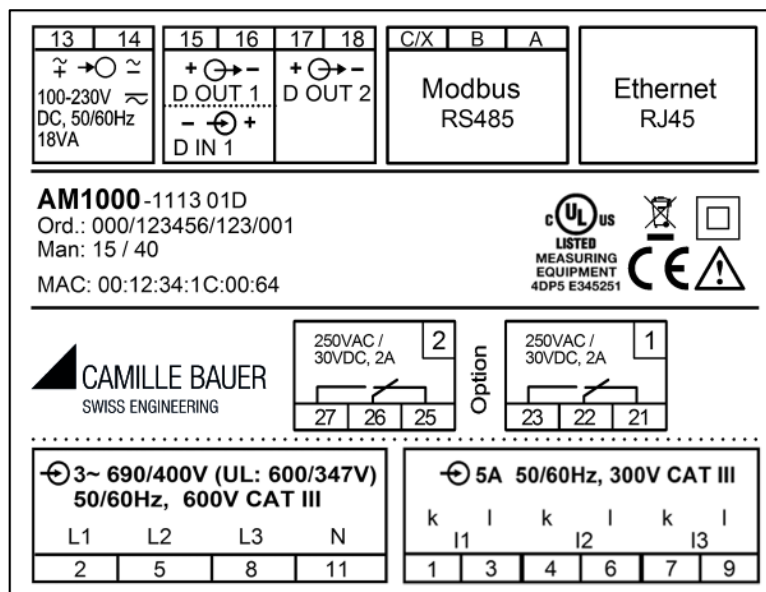 13 14 15 16 17 18 C/X B A
100-230V
DC, 50/60Hz
18VA
+ -
D OUT 1
- +
D IN 1
+ -
D OUT 2
Modbus
RS485
Ethernet
RJ45
AM1000-1113 01D
Ord.: 000/123456/123/001
Man: 15 / 40
MAC: 00:12:34:1C:00:64
C UL US
LISTED
MEASURING
EQUIPMENT
4DP5 E345251
CE
CAMILLE BAUER
SWISS ENGINEERING
250VAC / 2
30VDC, 2A
27 26 25
Option
250VAC / 1
30VDC, 2A
23 22 21
3~ 690/400V (UL: 600/347V)
50/60Hz, 600V CAT III
L1 L2 L3 N
2 5 8 11
5A 50/60Hz, 300V CAT III
k l k l k l
I1 I2 I3
1 3 4 6 7 9